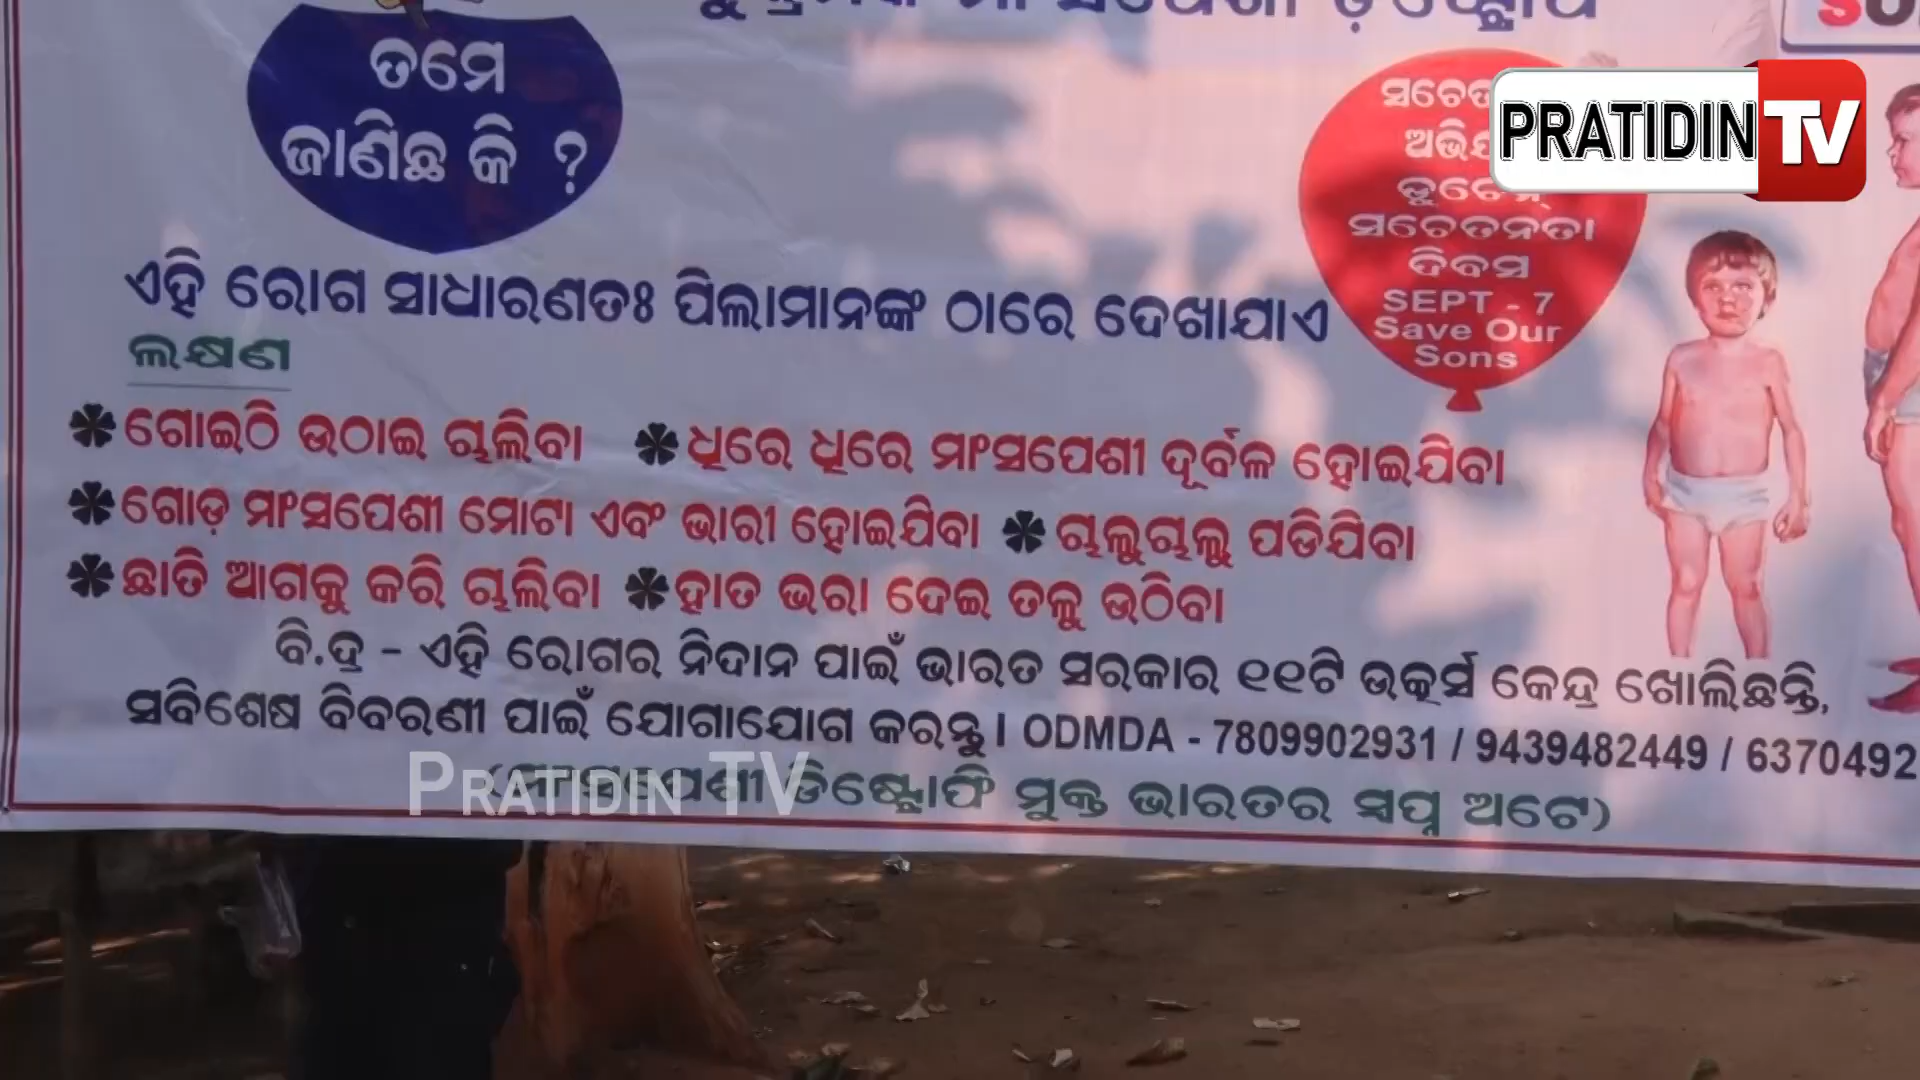 ତମେ
ଜାଣିଛ କି ?
PRATIDIN TV
ସଚେତନତା
ଦିବସ
SEPT - 7
Save Our
Sons
ଏହି ରୋଗ ସାଧାରଣତଃ ପିଲାମାନଙ୍କ ଠାରେ ଦେଖାଯାଏ
ଲକ୍ଷଣ
ଗୋଇଠି ଉଠାଇ ଚାଲିବା ଧିରେ ଧିରେ ମାଂସପେଶୀ ଦୂର୍ବଳ ହୋଇଯିବା
ଗୋଡ଼ ମାଂସପେଶୀ ମୋଟା ଏବଂ ଭାରୀ ହୋଇଯିବା ଚାଲୁଚାଲୁ ପଡିଯିବା
ଛାତି ଆଗକୁ କରି ଚାଲିବା ହାତ ଭରା ଦେଇ ତଳୁ ଉଠିବା
ବି.ଦ୍ର - ଏହି ରୋଗର ନିଦାନ ପାଇଁ ଭାରତ ସରକାର ୧୧ଟି ଉତ୍କର୍ସ କେନ୍ଦ୍ର ଖୋଲିଛନ୍ତି,
ସବିଶେଷ ବିବରଣୀ ପାଇଁ ଯୋଗାଯୋଗ କରନ୍ତୁ । ODMDA - 7809902931 / 9439482449 / 6370492
(ମାଂସପେଶୀ ଡିଷ୍ଟ୍ରୋଫି ମୁକ୍ତ ଭାରତର ସ୍ୱପ୍ନ ଅଟେ)
PRATIDIN TV